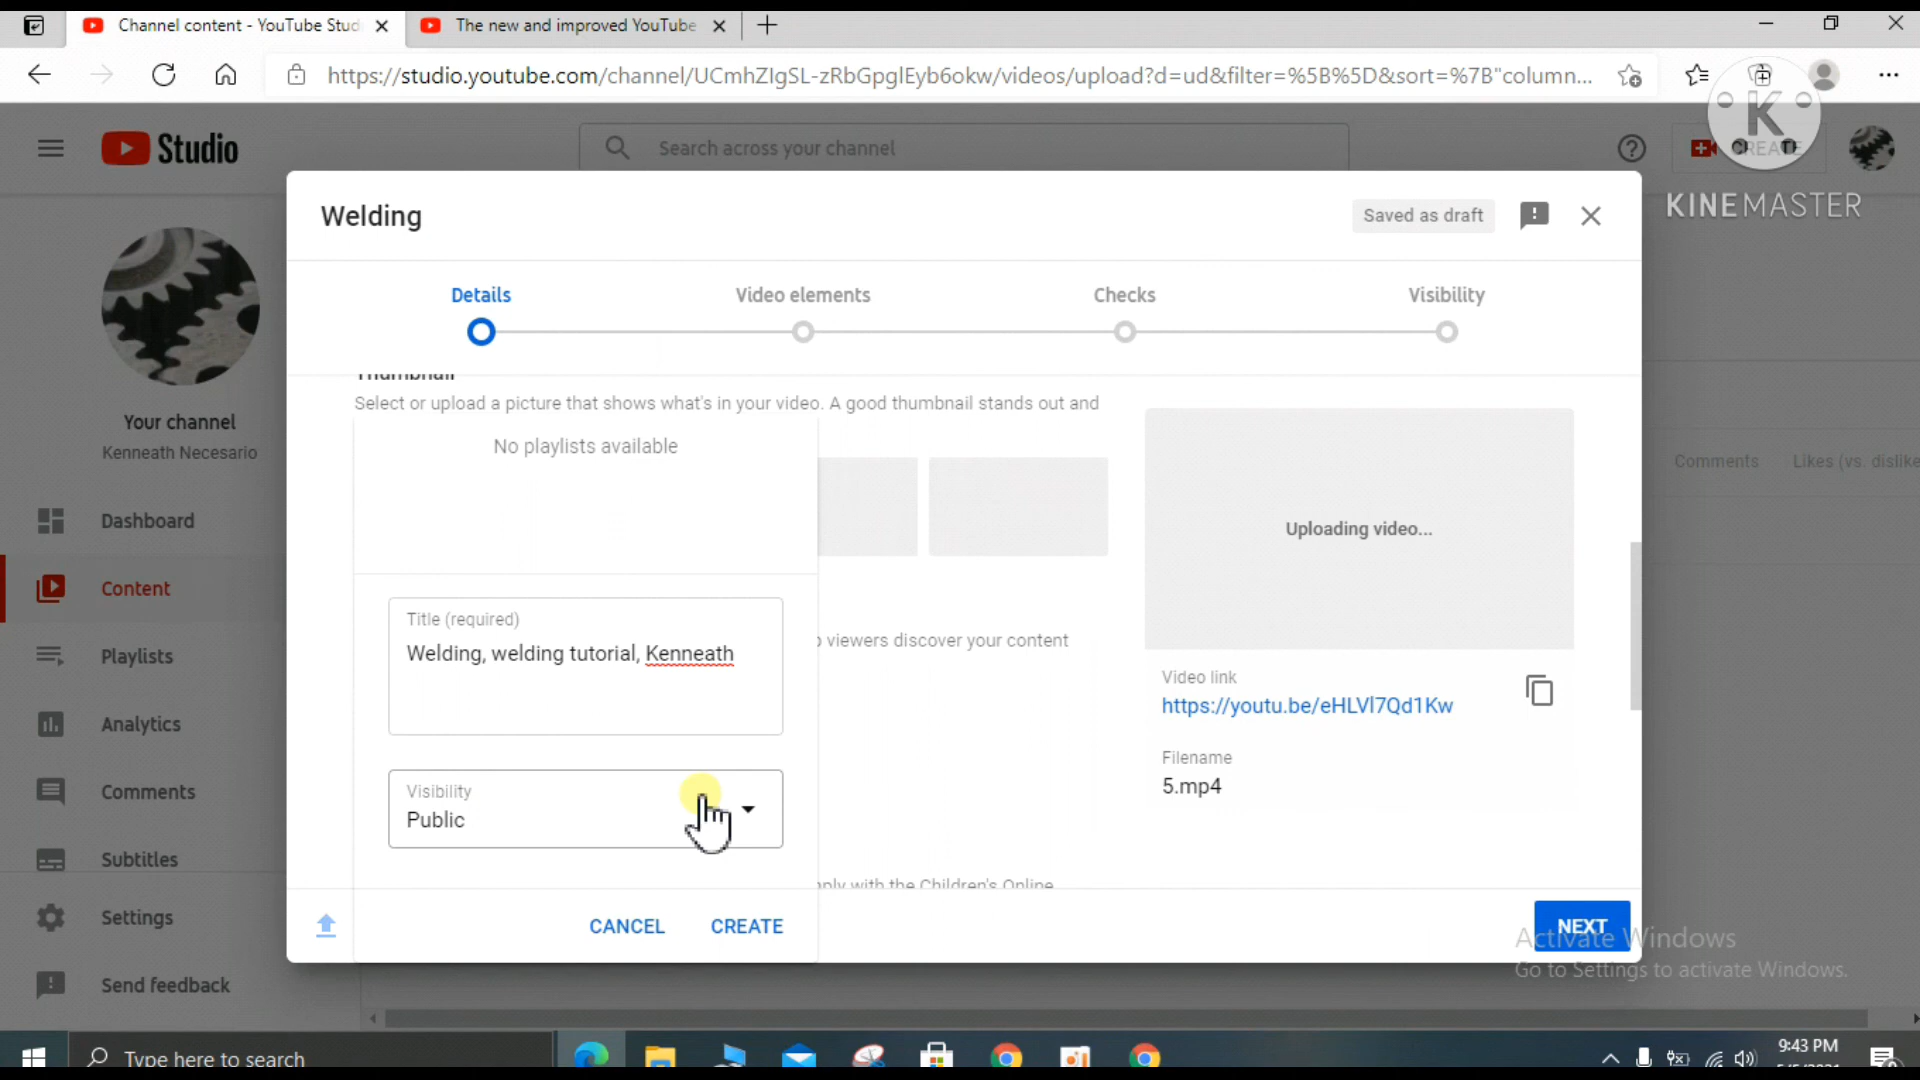 Channel content - YouTube Stud
The new and improved YouTube
https://studio.youtube.com/channel/UCmhZIgSL-zRbGpglEyb6okw/videos/upload?d=ud&filter=%5B%5D&sort=%7B"column...
Studio
Search across your channel
CREATE
K
KINEMASTER
Welding
Saved as draft
Details
Video elements
Checks
Visibility
Thumbnail
Select or upload a picture that shows what's in your video. A good thumbnail stands out and
No playlists available
Title (required)
Welding, welding tutorial, Kenneath
viewers discover your content
Visibility
Public
with the Children's Online
CANCEL
CREATE
Uploading video...
Video link
https://youtu.be/eHLVl7Qd1Kw
Filename
5.mp4
NEXT
Your channel
Kenneath Necesario
Dashboard
Content
Playlists
Analytics
Comments
Subtitles
Settings
Send feedback
Comments
Likes (vs. dislike
Activate Windows
Go to Settings to activate Windows.
Type here to search
9:43 PM